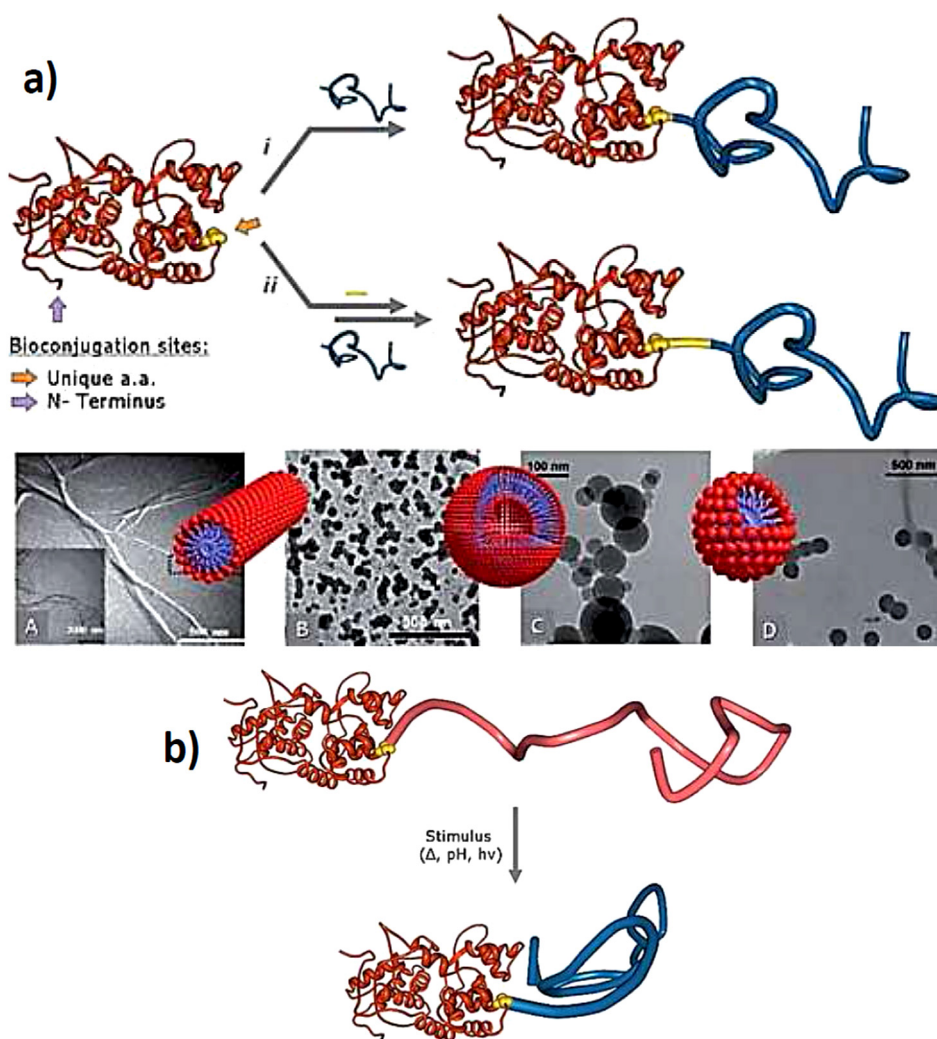 a)
i
ii
Bioconjugation sites:
Unique a.a.
N- Terminus
A
B
C
100 nm
D
500 nm
b)
Stimulus
(Δ, pH, hν)